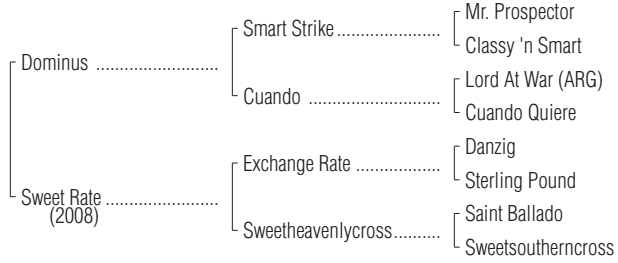 Mr. Prospector
Smart Strike
Classy 'n Smart
Dominus
Lord At War (ARG)
Cuando
Cuando Quiere
Danzig
Exchange Rate
Sterling Pound
Sweet Rate
(2008)
Saint Ballado
Sweetheavenlycross
Sweetsoutherncross